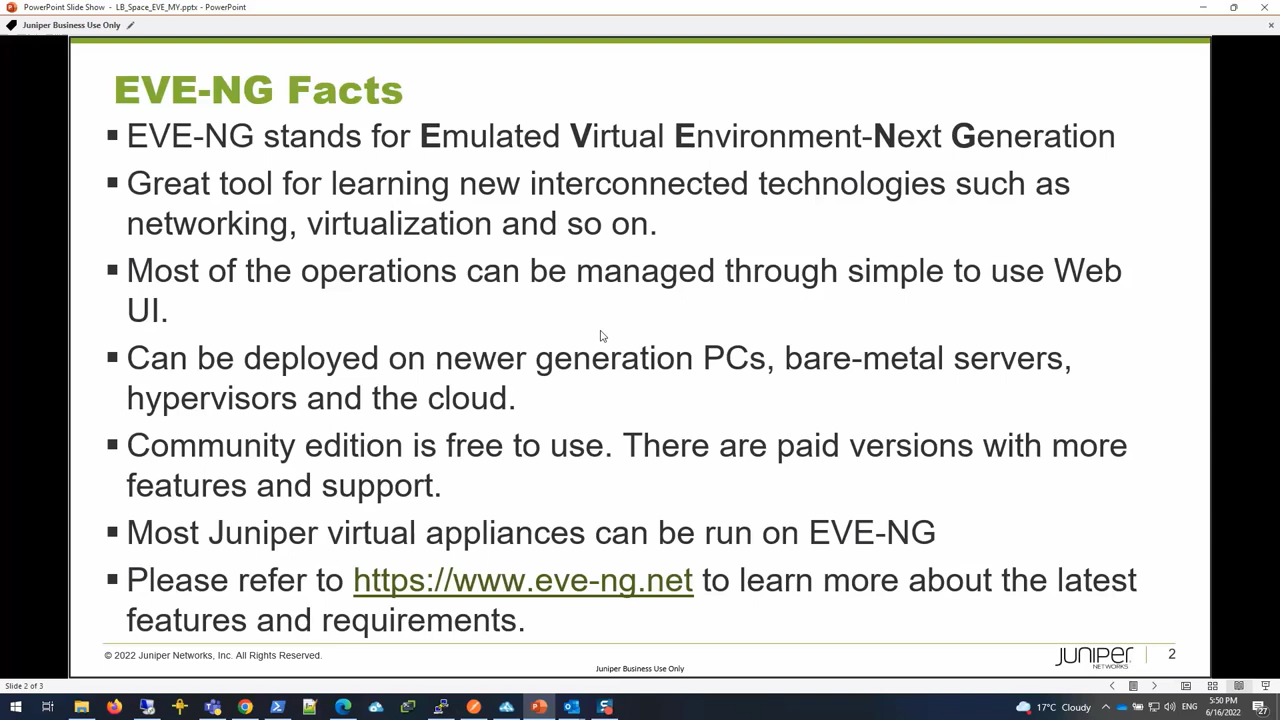 PowerPoint Slide Show - LB_Space_EVE_MY.pptx - PowerPoint
Juniper Business Use Only
EVE-NG Facts
▪ EVE-NG stands for Emulated Virtual Environment-Next Generation
▪ Great tool for learning new interconnected technologies such as
networking, virtualization and so on.
▪ Most of the operations can be managed through simple to use Web
UI.
▪ Can be deployed on newer generation PCs, bare-metal servers,
hypervisors and the cloud.
▪ Community edition is free to use. There are paid versions with more
features and support.
▪ Most Juniper virtual appliances can be run on EVE-NG
▪ Please refer to https://www.eve-ng.net to learn more about the latest
features and requirements.
© 2022 Juniper Networks, Inc. All Rights Reserved.
JUNIPER
NETWORKS
2
Juniper Business Use Only
Slide 2 of 3
17°C Cloudy
ENG
5:50 PM
6/16/2022
27